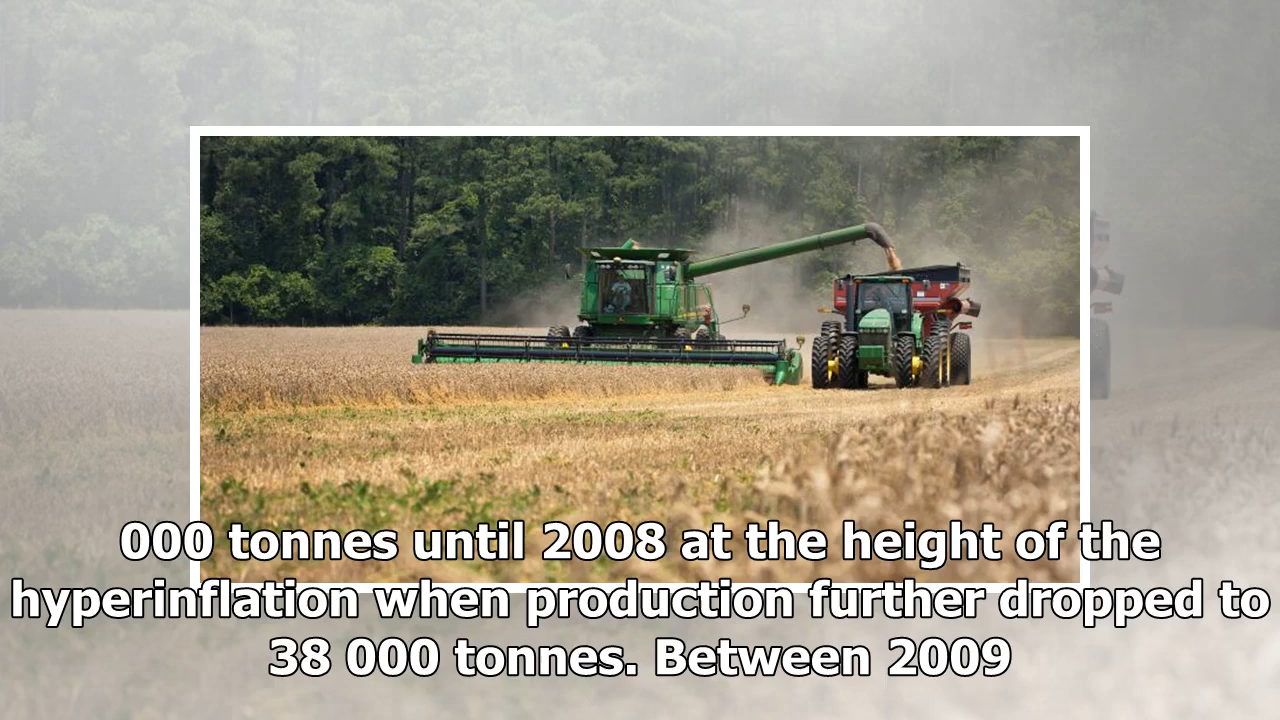 000 tonnes until 2008 at the height of the
hyperinflation when production further dropped to
38 000 tonnes. Between 2009